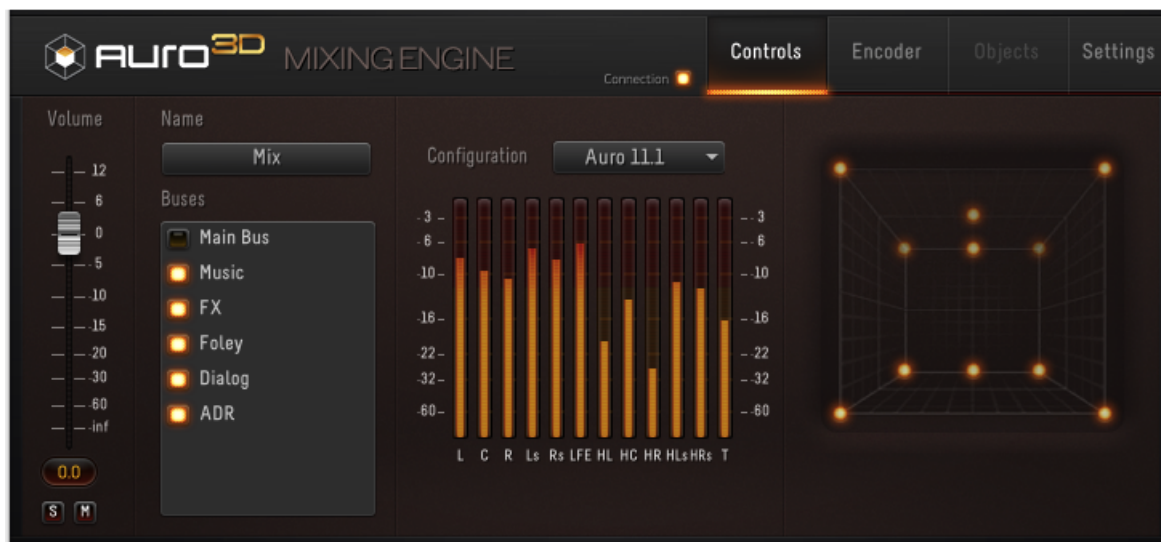 AURO 3D MIXING ENGINE
Connection
Controls Encoder Objects Settings
Volume
12
6
0
-5
-10
-15
-20
-30
-60
-inf
0.0
S M
Name
Mix
Buses
Main Bus
Music
FX
Foley
Dialog
ADR
Configuration Auro 11.1
-3 -3
-6 -6
-10 -10
-16 -16
-22 -22
-32 -32
-60 -60
L C R Ls Rs LFE HL HC HR HLs HRs T